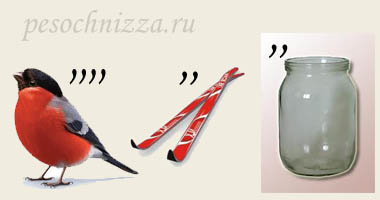 pesochnizza.ru
,,,,
,,
,,